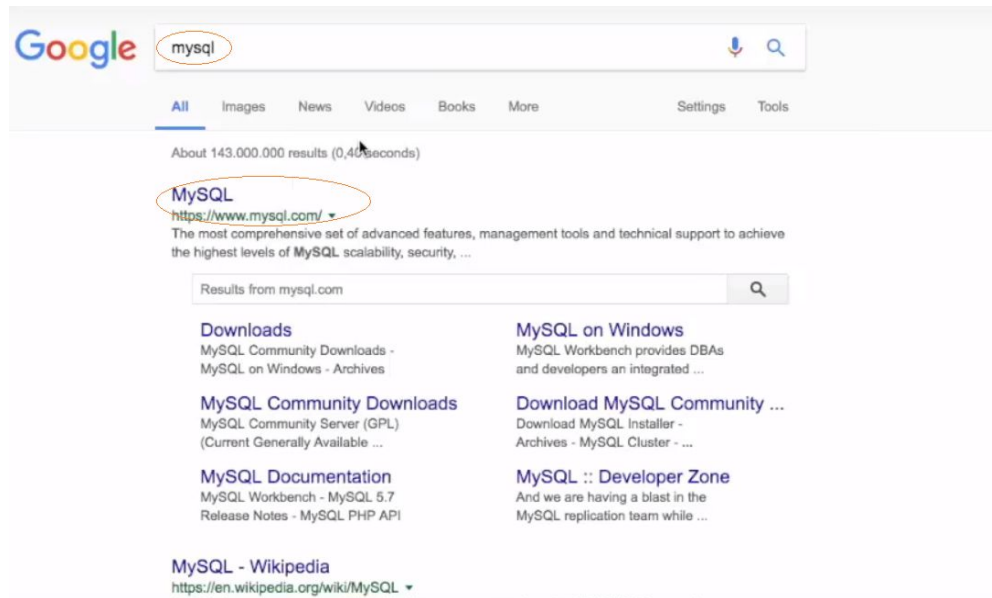 Google
mysql
All Images News Videos Books More Settings Tools
About 143.000.000 results (0,40 seconds)
MySQL
https://www.mysql.com/
The most comprehensive set of advanced features, management tools and technical support to achieve
the highest levels of MySQL scalability, security, ...
Results from mysql.com
Downloads
MySQL Community Downloads -
MySQL on Windows - Archives
MySQL on Windows
MySQL Workbench provides DBAs
and developers an integrated ...
MySQL Community Downloads
MySQL Community Server (GPL)
(Current Generally Available ...
Download MySQL Community ...
Download MySQL Installer -
Archives - MySQL Cluster - ...
MySQL Documentation
MySQL Workbench - MySQL 5.7
Release Notes - MySQL PHP API
MySQL :: Developer Zone
And we are having a blast in the
MySQL replication team while ...
MySQL - Wikipedia
https://en.wikipedia.org/wiki/MySQL